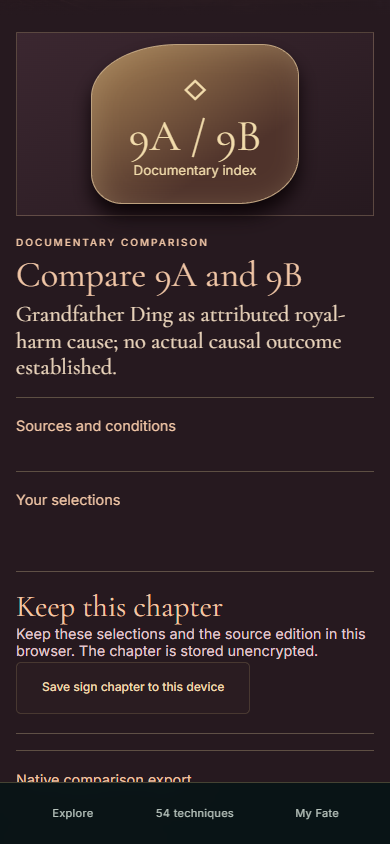 9A / 9B
Documentary index
DOCUMENTARY COMPARISON
Compare 9A and 9B
Grandfather Ding as attributed royal-
harm cause; no actual causal outcome
established.
Sources and conditions
Your selections
Keep this chapter
Keep these selections and the source edition in this
browser. The chapter is stored unencrypted.
Save sign chapter to this device
Native comparison export
Explore
54 techniques
My Fate